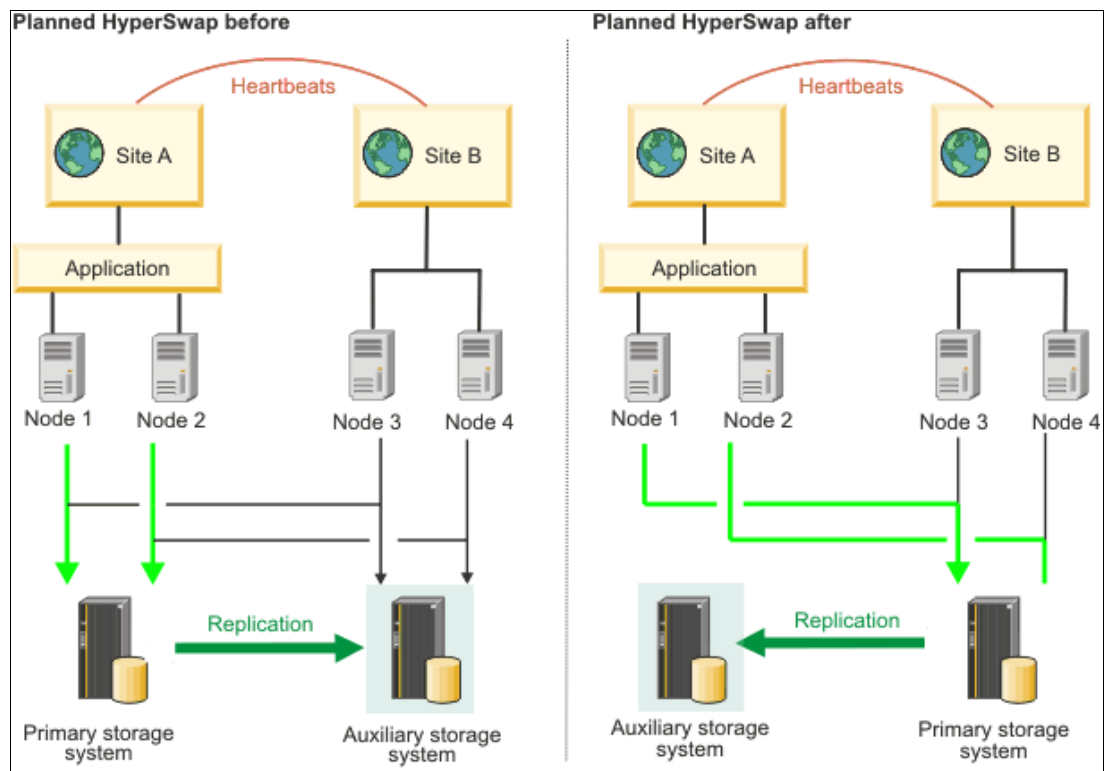 Planned HyperSwap before
Heartbeats
Site A
Site B
Application
Node 1
Node 2
Node 3
Node 4
Replication
Primary storage
system
Auxiliary storage
system
Planned HyperSwap after
Heartbeats
Site A
Site B
Application
Node 1
Node 2
Node 3
Node 4
Replication
Auxiliary storage
system
Primary storage
system